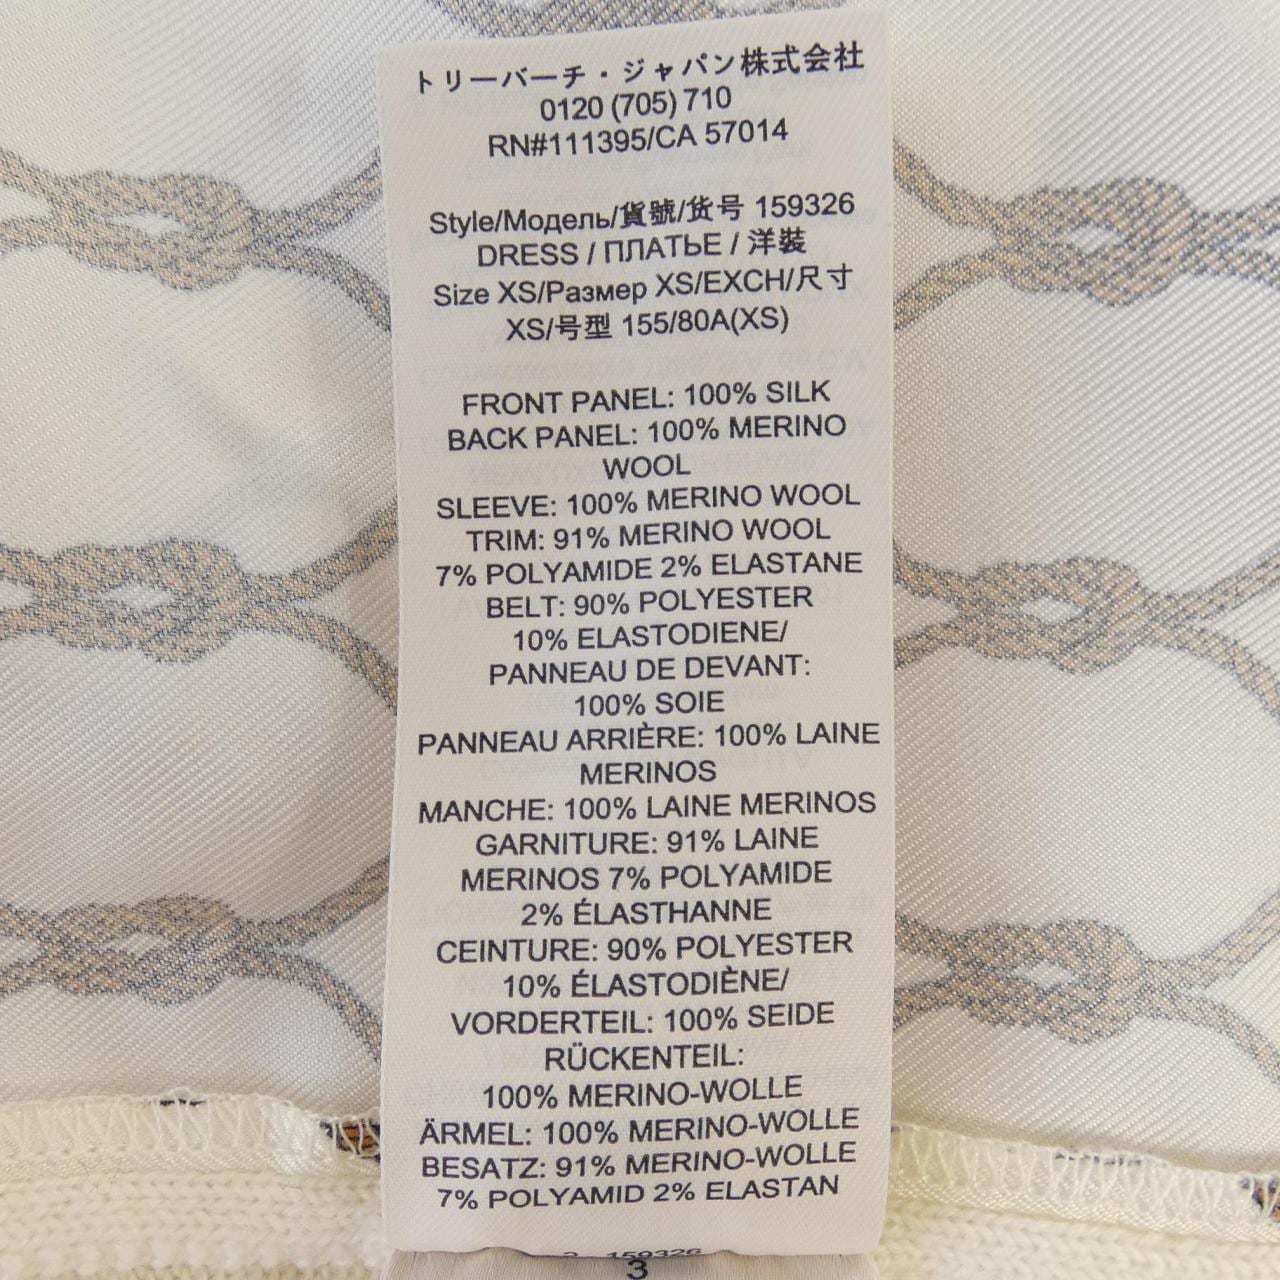 トリーバーチ・ジャパン株式会社
0120 (705) 710
RN#111395/CA 57014
Style/Модель/貨號/货号 159326
DRESS / ПЛАТЬЕ / 洋裝
Size XS/Размер XS/EXCH/尺寸
XS/号型 155/80A(XS)
FRONT PANEL: 100% SILK
BACK PANEL: 100% MERINO
WOOL
SLEEVE: 100% MERINO WOOL
TRIM: 91% MERINO WOOL
7% POLYAMIDE 2% ELASTANE
BELT: 90% POLYESTER
10% ELASTODIENE/
PANNEAU DE DEVANT:
100% SOIE
PANNEAU ARRIÈRE: 100% LAINE
MERINOS
MANCHE: 100% LAINE MERINOS
GARNITURE: 91% LAINE
MERINOS 7% POLYAMIDE
2% ÉLASTHANNE
CEINTURE: 90% POLYESTER
10% ÉLASTODIÈNE/
VORDERTEIL: 100% SEIDE
RÜCKENTEIL:
100% MERINO-WOLLE
ÄRMEL: 100% MERINO-WOLLE
BESATZ: 91% MERINO-WOLLE
7% POLYAMID 2% ELASTAN
159326
3